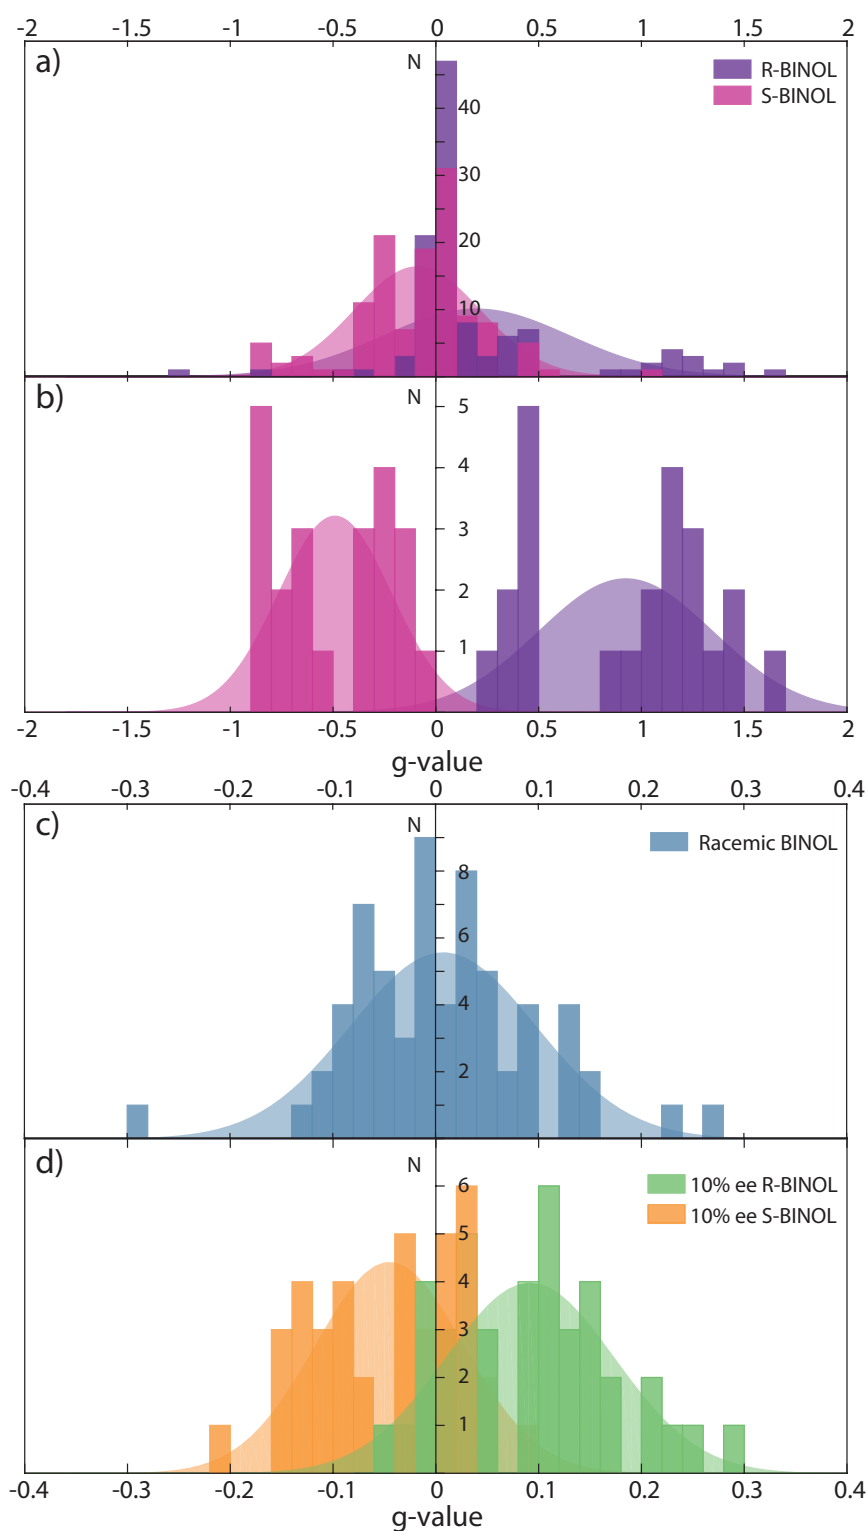 -2 -1.5 -1 -0.5 0 0.5 1 1.5 2
a)
N
R-BINOL
S-BINOL
40
30
20
10
b)
N
5
4
3
2
1
-2 -1.5 -1 -0.5 0 0.5 1 1.5 2
g-value
-0.4 -0.3 -0.2 -0.1 0 0.1 0.2 0.3 0.4
c)
N
Racemic BINOL
8
6
4
2
d)
N
10% ee R-BINOL
10% ee S-BINOL
6
5
4
3
2
1
-0.4 -0.3 -0.2 -0.1 0 0.1 0.2 0.3 0.4
g-value